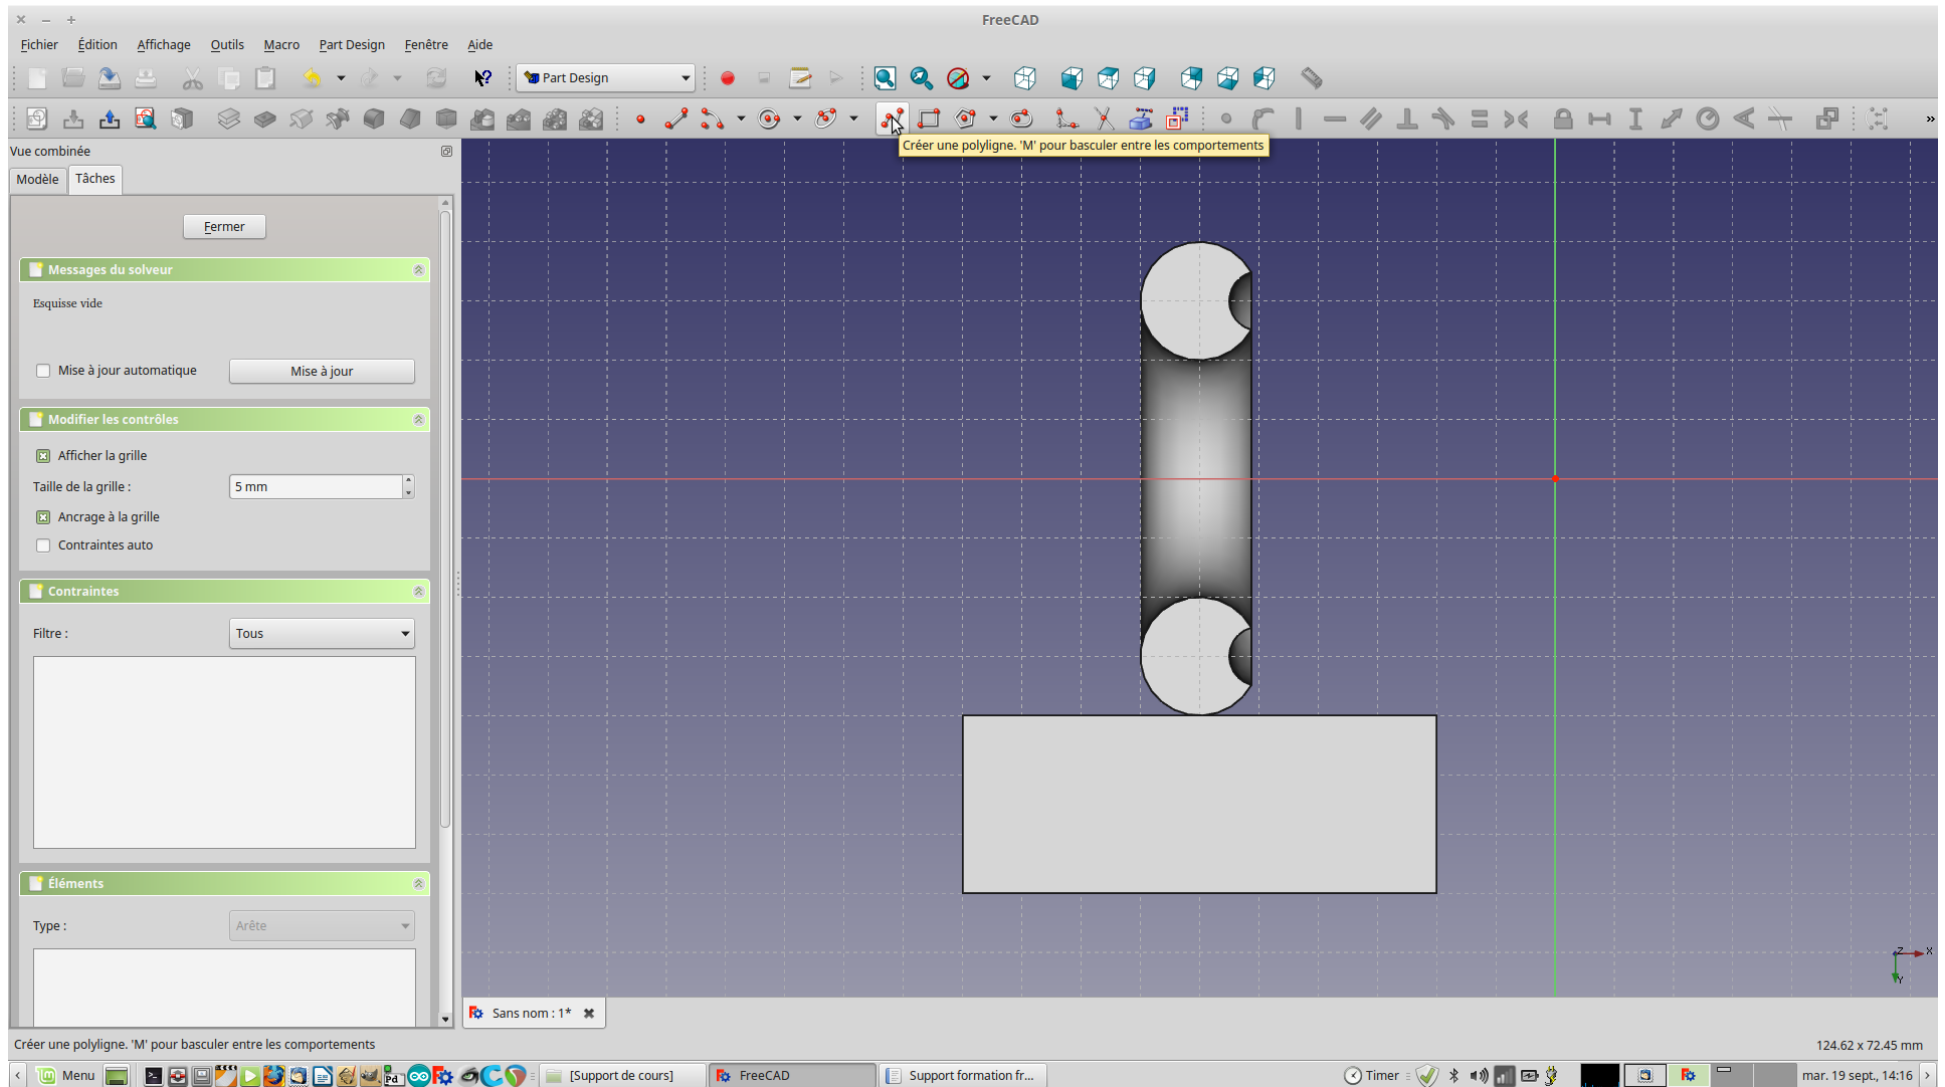 FreeCAD
Fichier Édition Affichage Outils Macro Part Design Fenêtre Aide
Part Design
»
Créer une polyligne. 'M' pour basculer entre les comportements
Vue combinée
Modèle Tâches
Fermer
Messages du solveur
Esquisse vide
Mise à jour automatique Mise à jour
Modifier les contrôles
Afficher la grille
Taille de la grille : 5 mm
Ancrage à la grille
Contraintes auto
Contraintes
Filtre : Tous
Éléments
Type : Arête
Z X
Y
Sans nom : 1*
Créer une polyligne. 'M' pour basculer entre les comportements 124.62 x 72.45 mm
Menu Pd [Support de cours] FreeCAD Support formation fr... Timer mar. 19 sept., 14:16